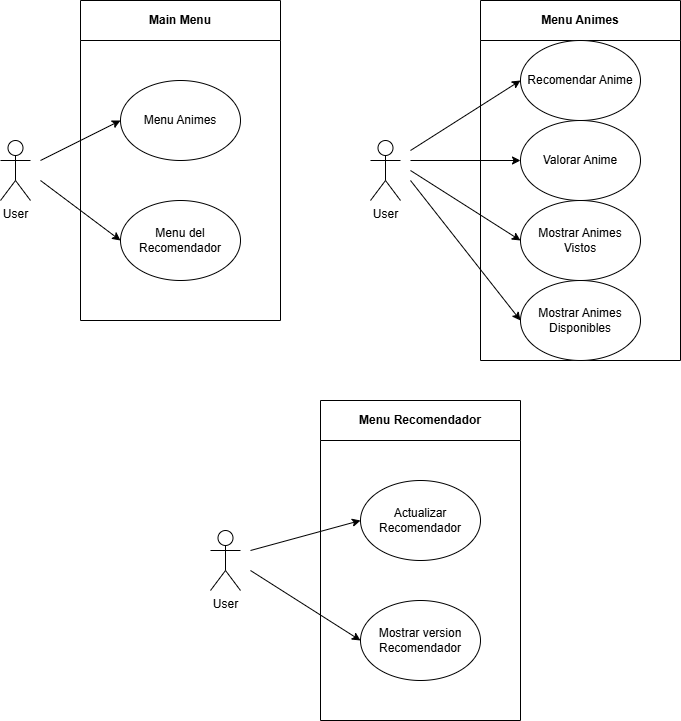 Main Menu
Menu Animes
User
Menu del
Recomendador
Menu Animes
Recomendar Anime
Valorar Anime
User
Mostrar Animes
Vistos
Mostrar Animes
Disponibles
Menu Recomendador
Actualizar
Recomendador
User
Mostrar version
Recomendador